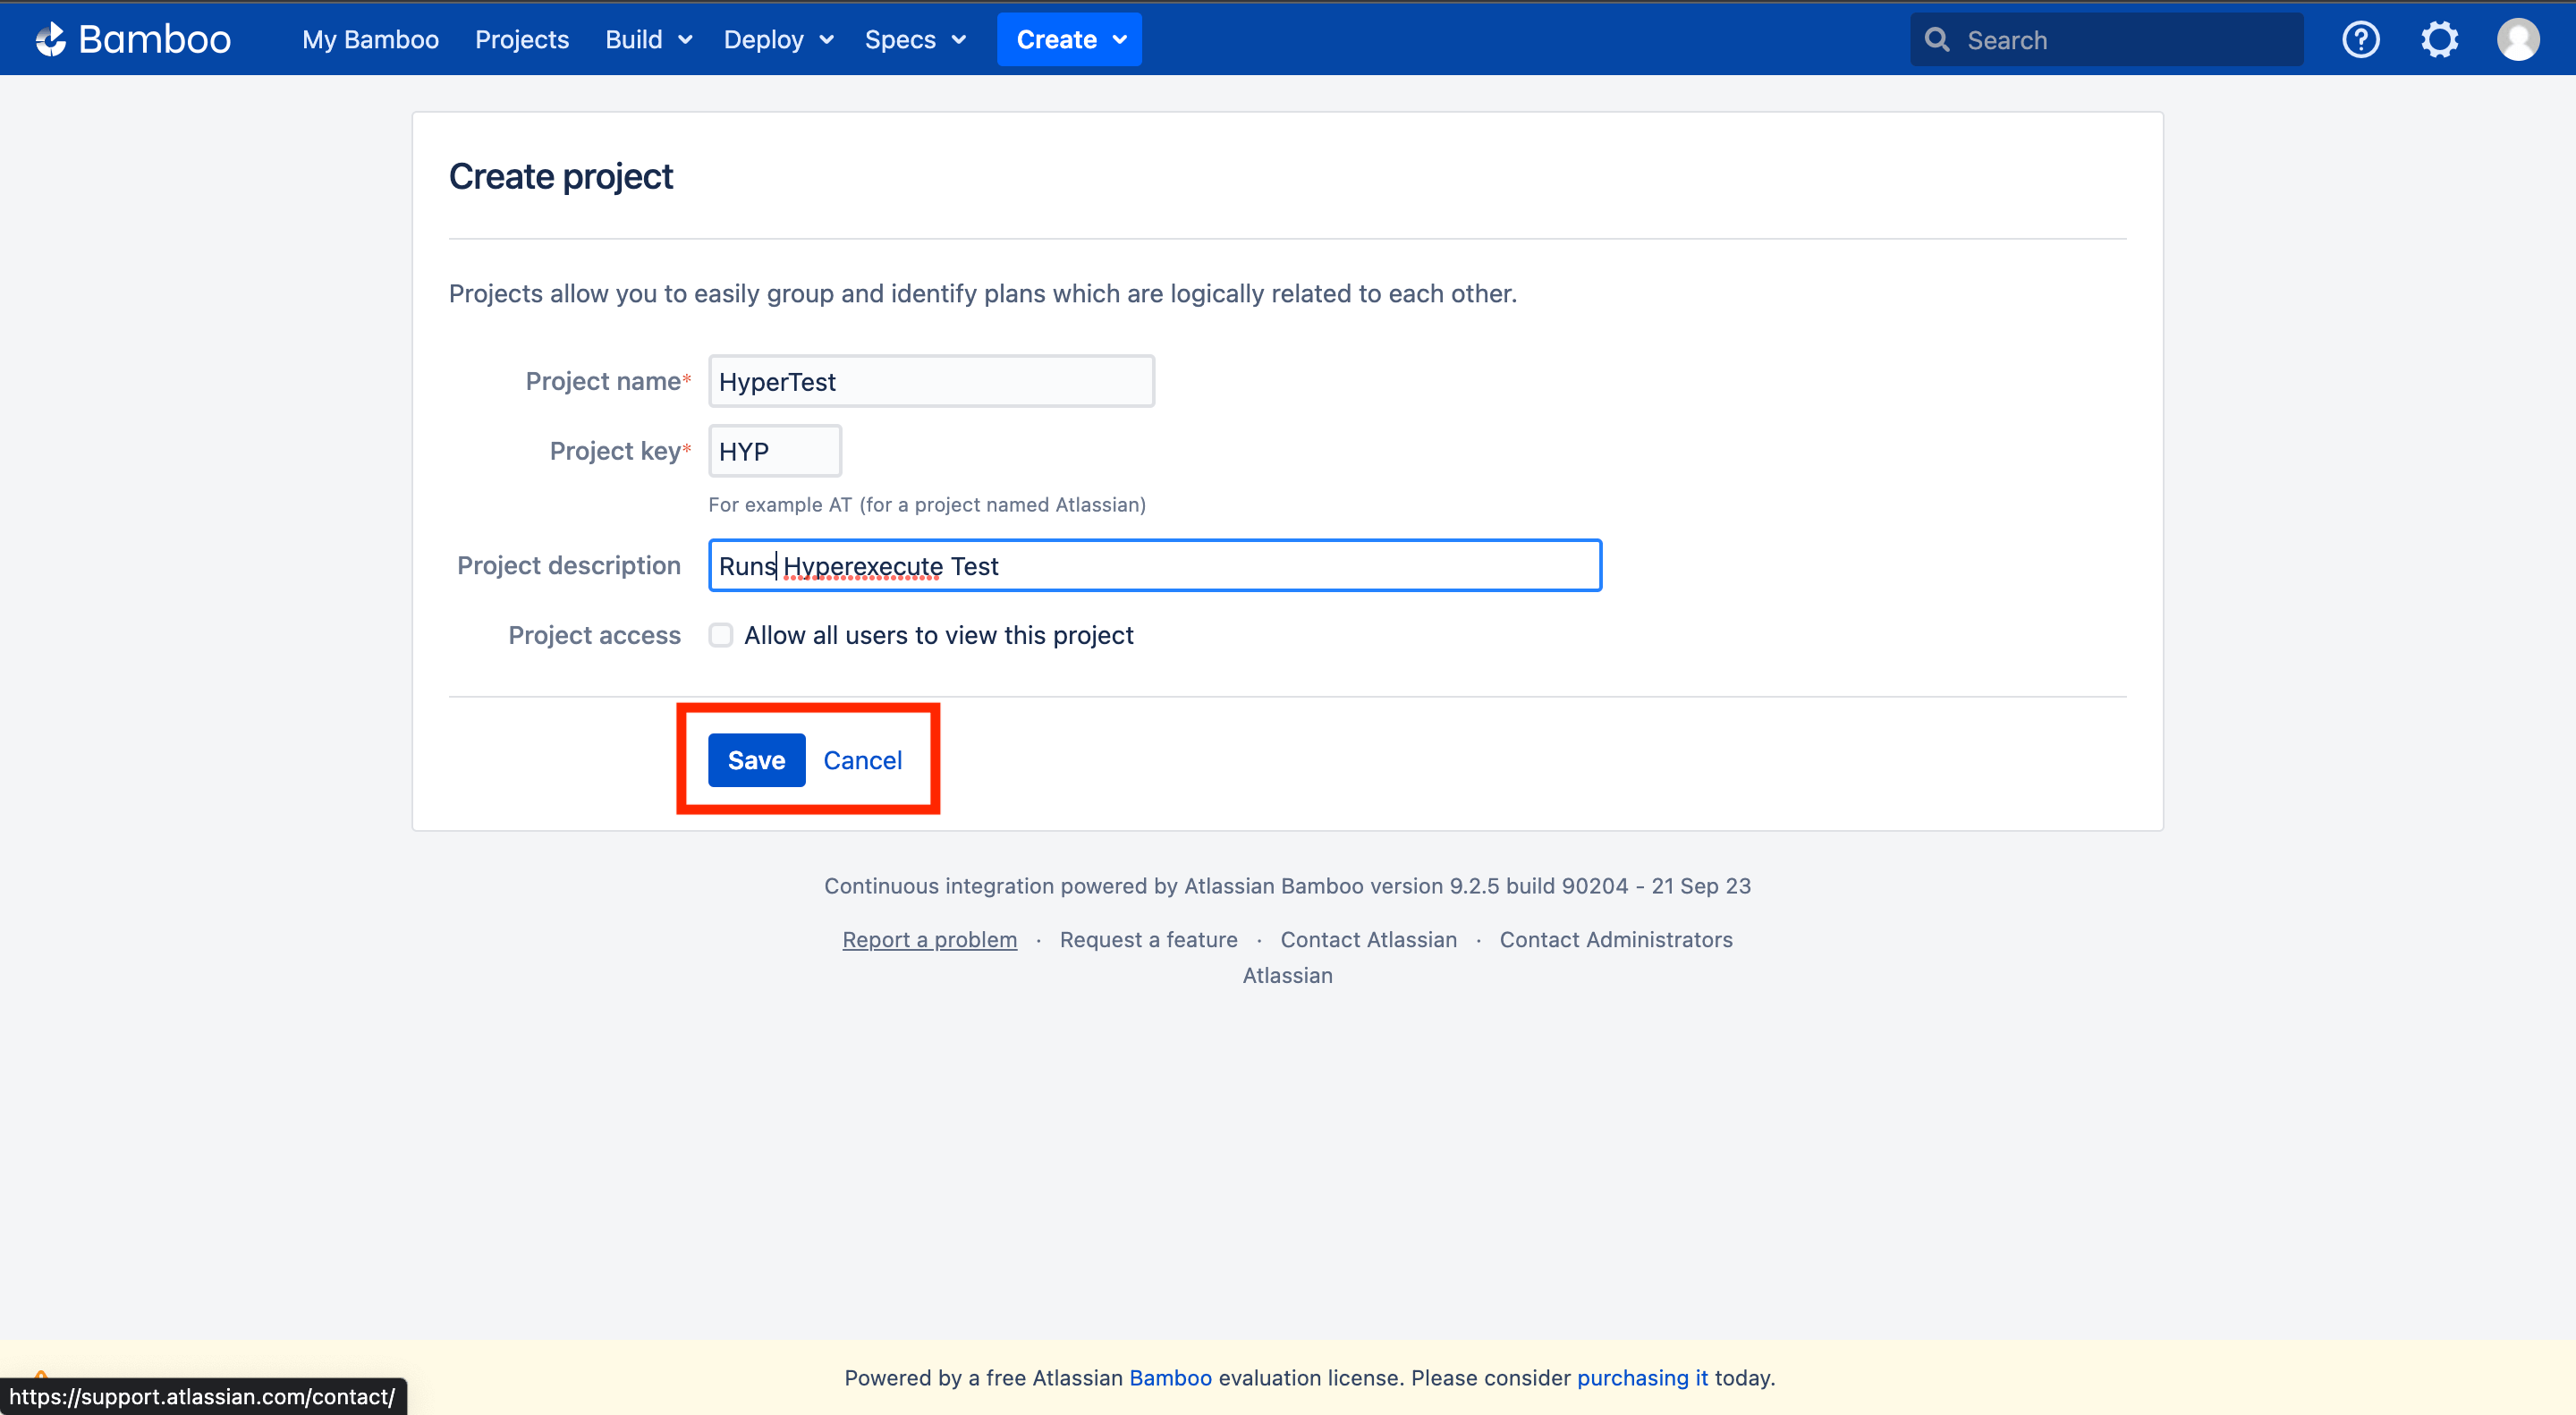 Bamboo My Bamboo Projects Build Deploy Specs Create Search
Create project
Projects allow you to easily group and identify plans which are logically related to each other.
Project name* HyperTest
Project key* HYP
For example AT (for a project named Atlassian)
Project description Runs Hyperexecute Test
Project access Allow all users to view this project
Save Cancel
Continuous integration powered by Atlassian Bamboo version 9.2.5 build 90204 - 21 Sep 23
Report a problem · Request a feature · Contact Atlassian · Contact Administrators
Atlassian
Powered by a free Atlassian Bamboo evaluation license. Please consider purchasing it today.
https://support.atlassian.com/contact/